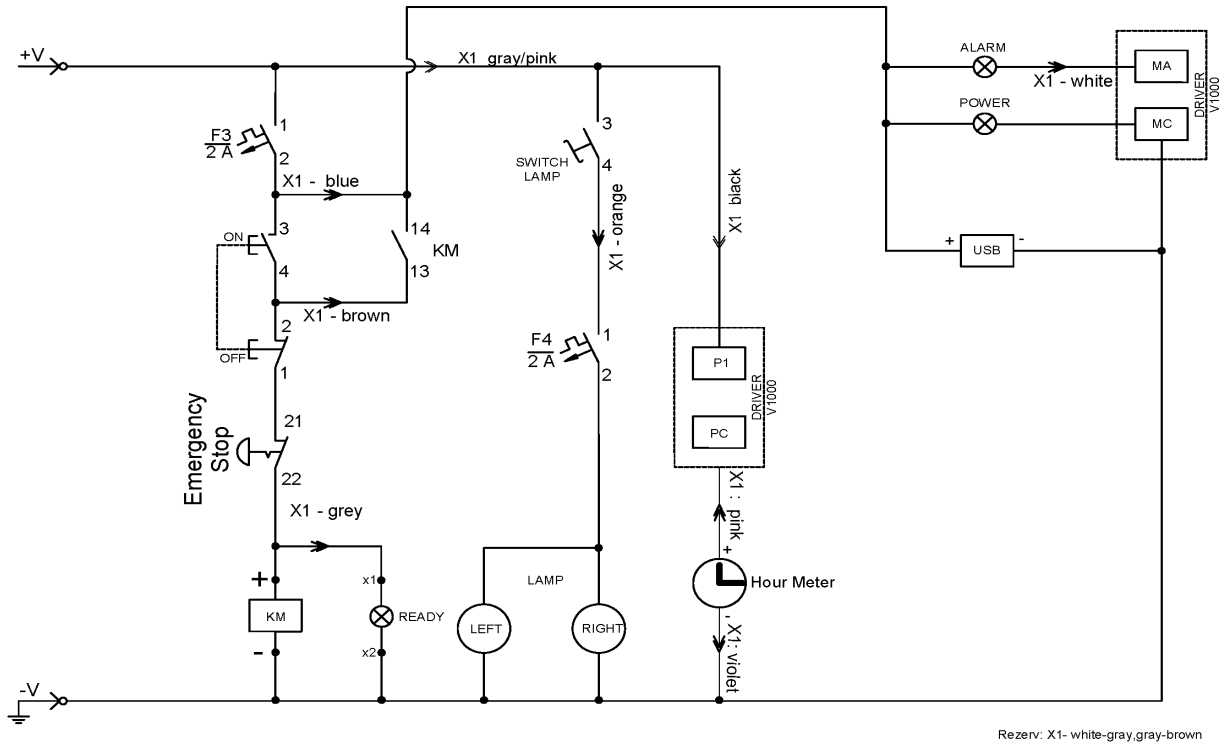 +V
X1 gray/pink
ALARM
X1 - white
MA
POWER
MC
DRIVER
V1000
F3
2 A
1
2
X1 - blue
ON
3
4
14
13
KM
X1 - brown
OFF
2
1
3
4
SWITCH
LAMP
X1 - orange
X1 black
+
USB
-
F4
2 A
1
2
P1
PC
DRIVER
V1000
Emergency
Stop
21
22
X1 - grey
X1 : pink
+
KM
-
x1
READY
x2
LAMP
LEFT
RIGHT
+
Hour Meter
-
X1: violet
-V
Rezerv: X1- white-gray,gray-brown